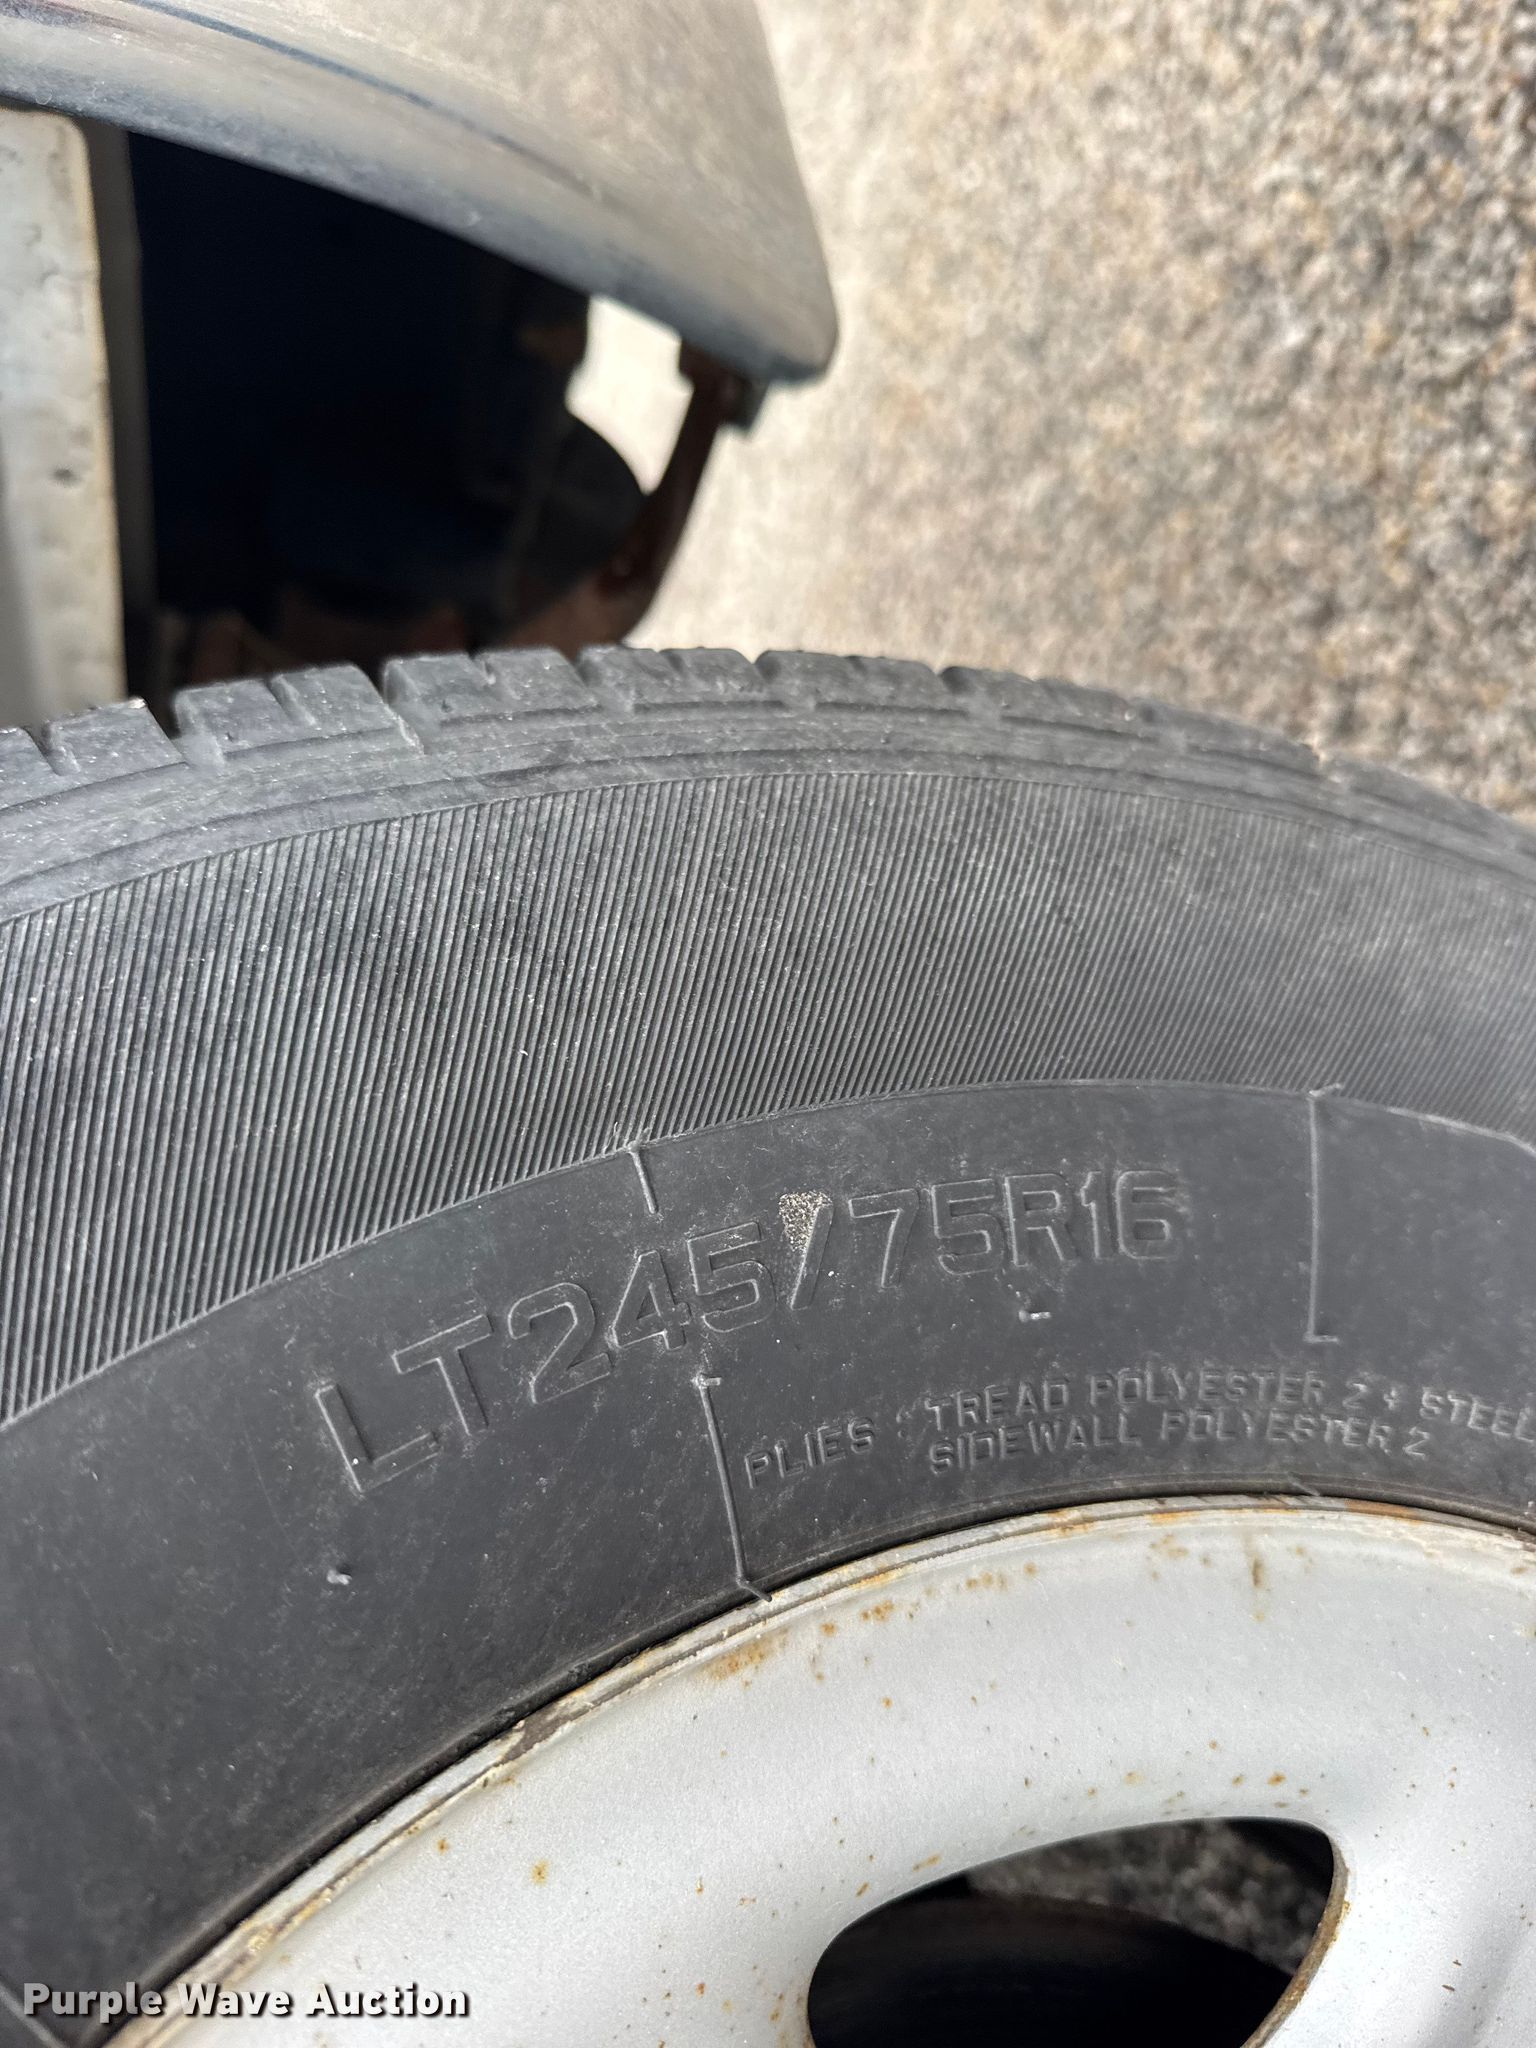 LT245/75R16
PLIES : TREAD POLYESTER 2 + STEEL
SIDEWALL POLYESTER 2
Purple Wave Auction